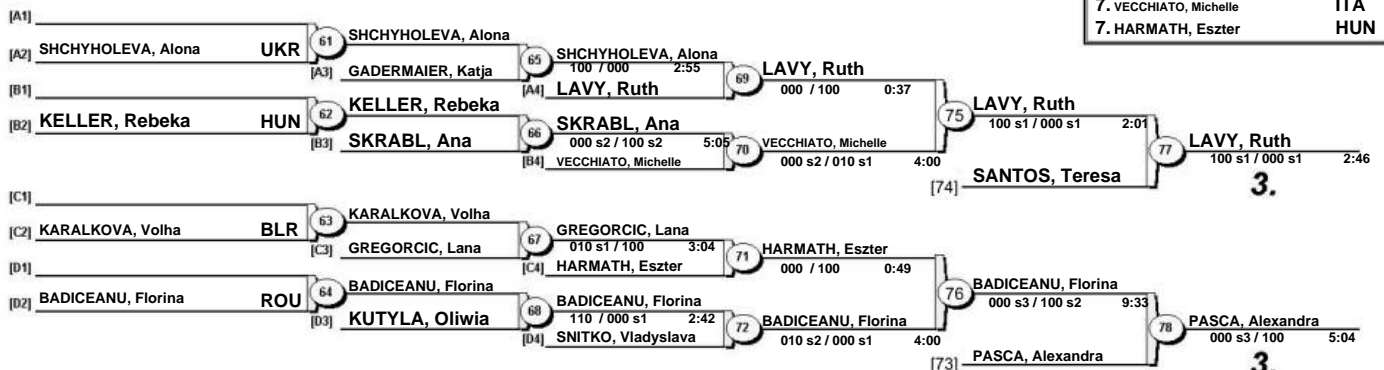 7. VECCHIATO, Michelle ITA
7. HARMATH, Eszter HUN
[A1]
[A2] SHCHYHOLEVA, Alona UKR
61
SHCHYHOLEVA, Alona
[A3] GADERMAIER, Katja
65
SHCHYHOLEVA, Alona
100 / 000 2:55
[A4] LAVY, Ruth
69
LAVY, Ruth
000 / 100 0:37
[B1]
[B2] KELLER, Rebeka HUN
62
KELLER, Rebeka
[B3] SKRABL, Ana
66
SKRABL, Ana
000 s2 / 100 s2 5:05
[B4] VECCHIATO, Michelle
70
VECCHIATO, Michelle
000 s2 / 010 s1 4:00
75
LAVY, Ruth
100 s1 / 000 s1 2:01
[74] SANTOS, Teresa
77
LAVY, Ruth
100 s1 / 000 s1 2:46
3.
[C1]
[C2] KARALKOVA, Volha BLR
63
KARALKOVA, Volha
[C3] GREGORCIC, Lana
67
GREGORCIC, Lana
010 s1 / 100 3:04
[C4] HARMATH, Eszter
71
HARMATH, Eszter
000 / 100 0:49
[D1]
[D2] BADICEANU, Florina ROU
64
BADICEANU, Florina
[D3] KUTYLA, Oliwia
68
BADICEANU, Florina
110 / 000 s1 2:42
[D4] SNITKO, Vladyslava
72
BADICEANU, Florina
010 s2 / 000 s1 4:00
76
BADICEANU, Florina
000 s3 / 100 s2 9:33
[73] PASCA, Alexandra
78
PASCA, Alexandra
000 s3 / 100 5:04
3.